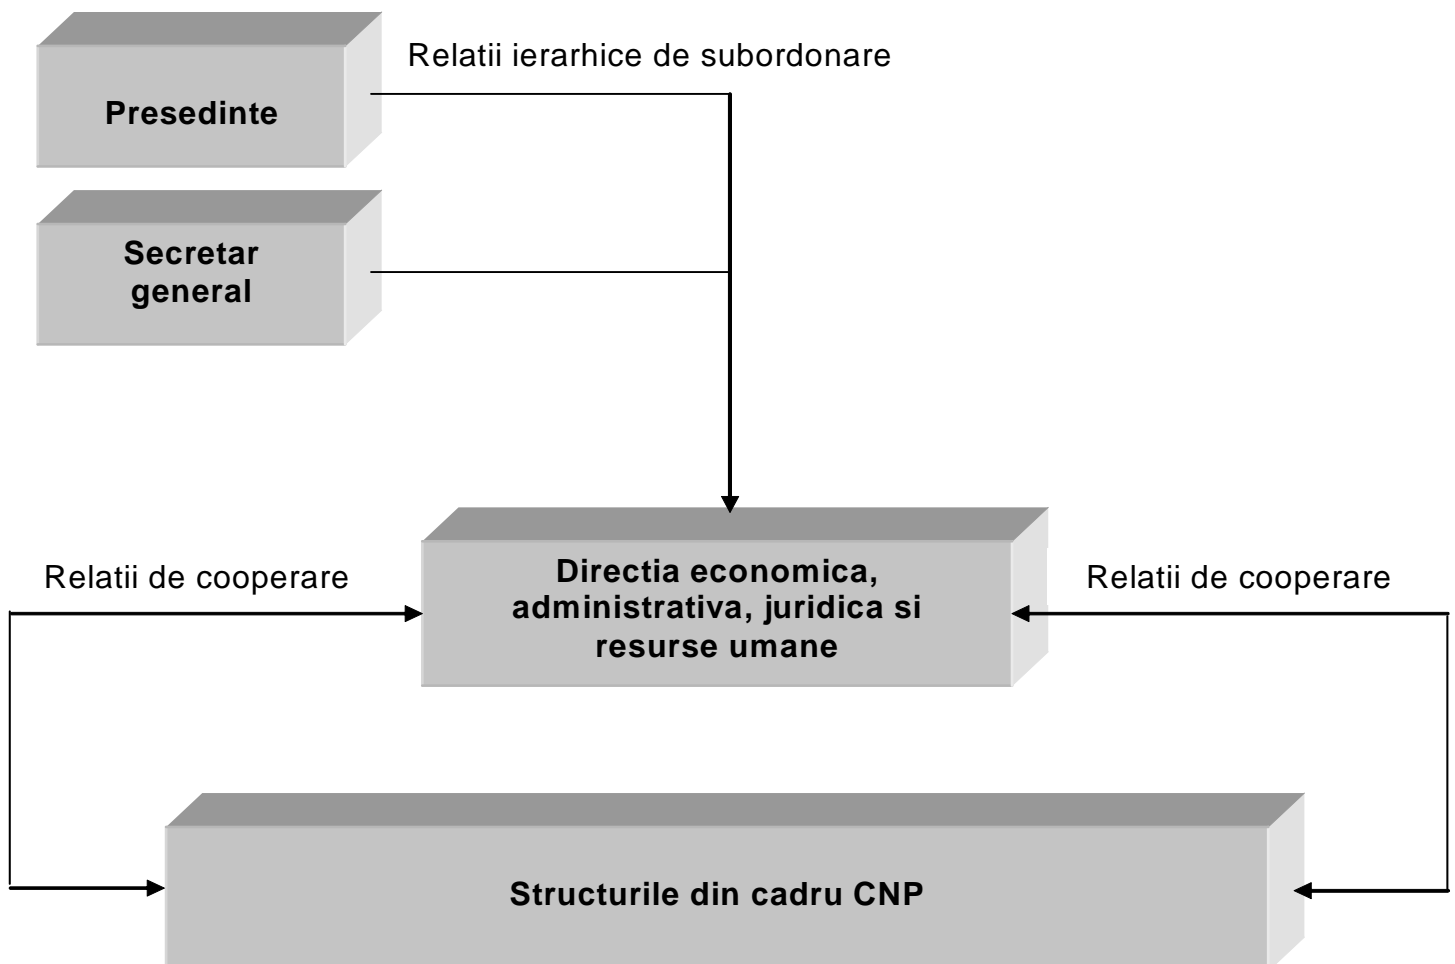 Relatii ierarhice de subordonare
Presedinte
Secretar
general
Relatii de cooperare
Directia economica,
administrativa, juridica si
resurse umane
Relatii de cooperare
Structurile din cadru CNP